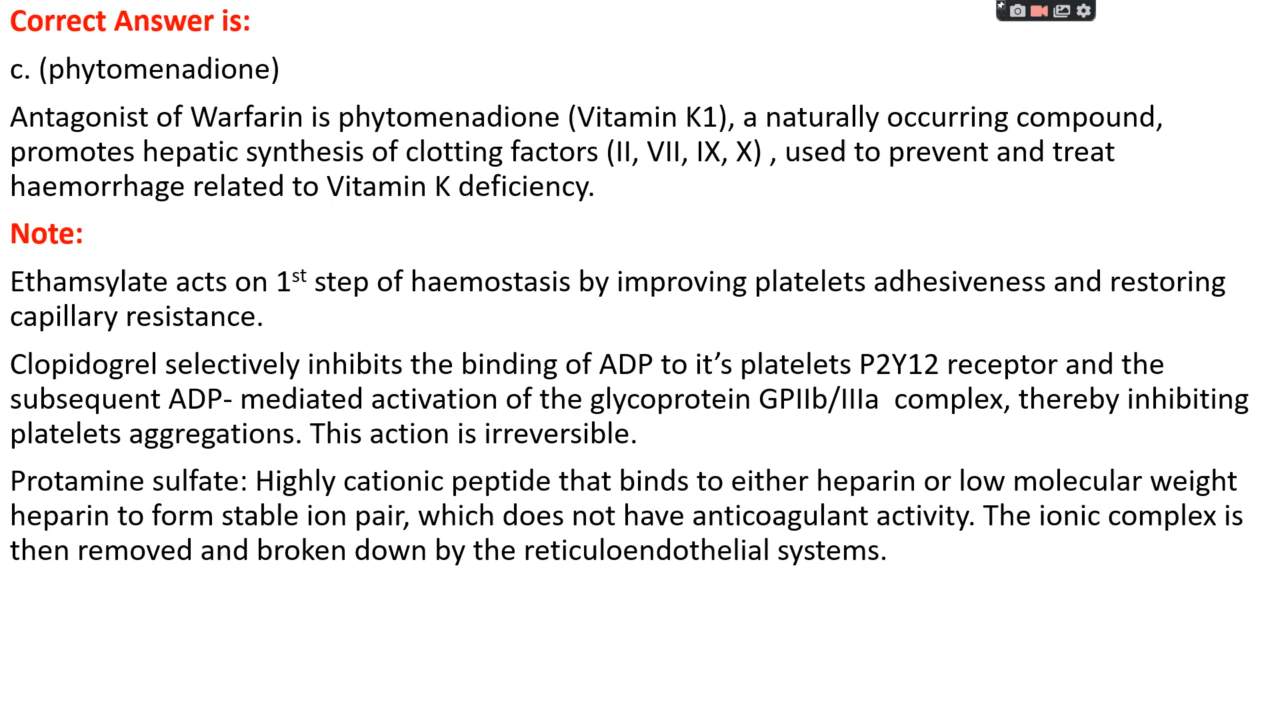 Correct Answer is:
c. (phytomenadione)
Antagonist of Warfarin is phytomenadione (Vitamin K1), a naturally occurring compound,
promotes hepatic synthesis of clotting factors (II, VII, IX, X) , used to prevent and treat
haemorrhage related to Vitamin K deficiency.
Note:
Ethamsylate acts on 1st step of haemostasis by improving platelets adhesiveness and restoring
capillary resistance.
Clopidogrel selectively inhibits the binding of ADP to it’s platelets P2Y12 receptor and the
subsequent ADP- mediated activation of the glycoprotein GPIIb/IIIa  complex, thereby inhibiting
platelets aggregations. This action is irreversible.
Protamine sulfate: Highly cationic peptide that binds to either heparin or low molecular weight
heparin to form stable ion pair, which does not have anticoagulant activity. The ionic complex is
then removed and broken down by the reticuloendothelial systems.